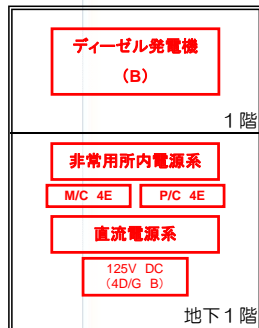 ディーゼル発電機
（B）
1階
非常用所内電源系
M/C 4E P/C 4E
直流電源系
125V DC
（4D/G B）
地下1階